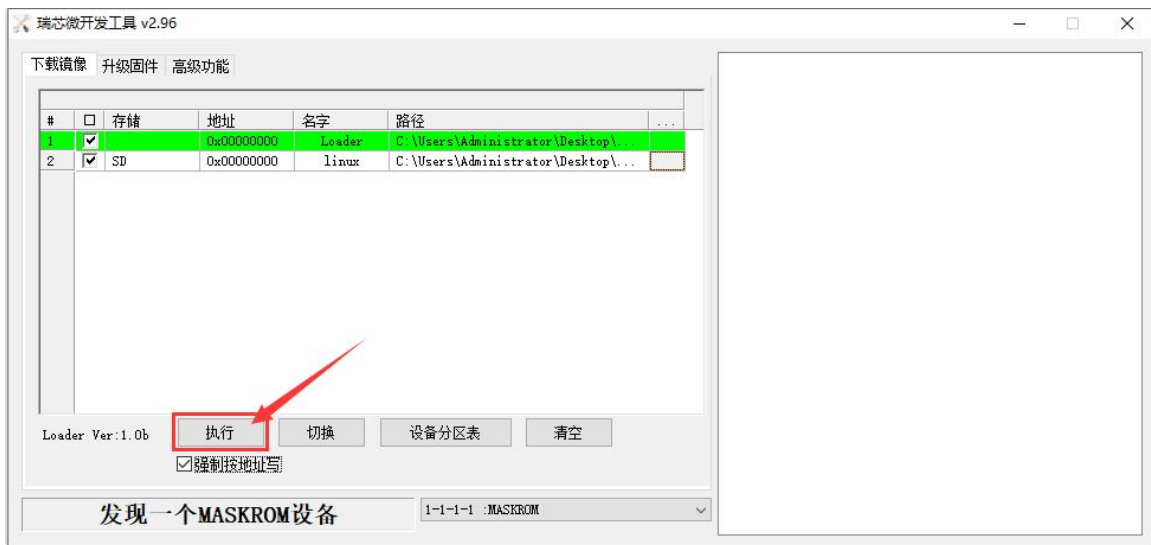 瑞芯微开发工具 v2.96
下载镜像 升级固件 高级功能
# 存储 地址 名字 路径 ...
1 0x00000000 Loader C:\Users\Administrator\Desktop\...
2 SD 0x00000000 linux C:\Users\Administrator\Desktop\...
Loader Ver:1.0b 执行 切换 设备分区表 清空
强制按地址写
发现一个MASKROM设备 1-1-1-1 :MASKROM